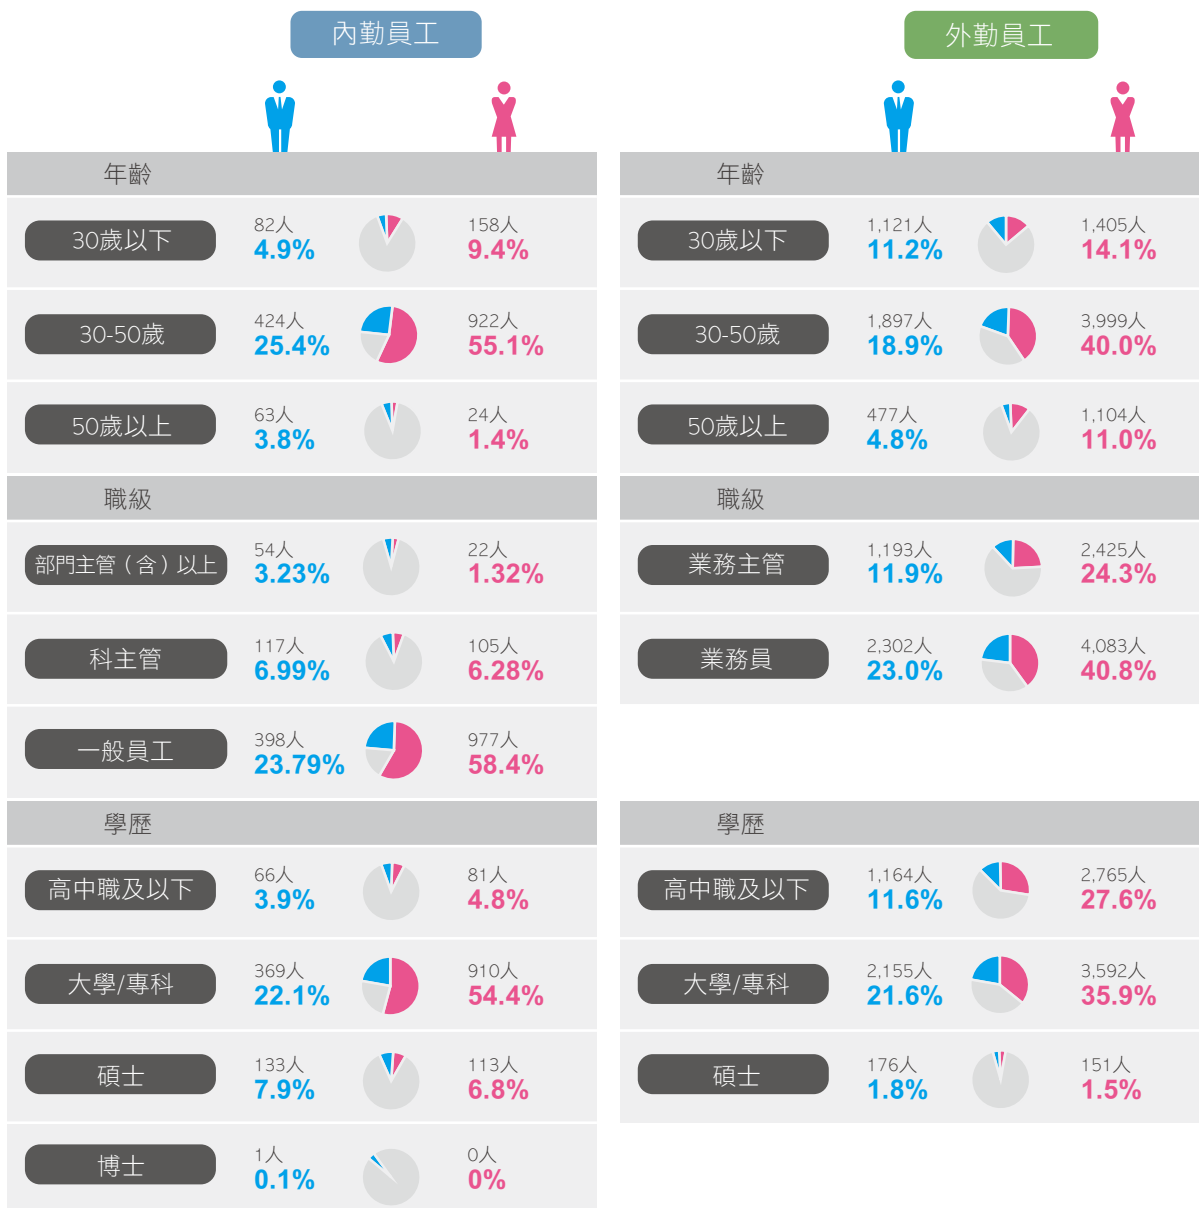 內勤員工
年齡
30歲以下
82人
4.9%
158人
9.4%
30-50歲
424人
25.4%
922人
55.1%
50歲以上
63人
3.8%
24人
1.4%
職級
部門主管（含）以上
54人
3.23%
22人
1.32%
科主管
117人
6.99%
105人
6.28%
一般員工
398人
23.79%
977人
58.4%
學歷
高中職及以下
66人
3.9%
81人
4.8%
大學/專科
369人
22.1%
910人
54.4%
碩士
133人
7.9%
113人
6.8%
博士
1人
0.1%
0人
0%
外勤員工
年齡
30歲以下
1,121人
11.2%
1,405人
14.1%
30-50歲
1,897人
18.9%
3,999人
40.0%
50歲以上
477人
4.8%
1,104人
11.0%
職級
業務主管
1,193人
11.9%
2,425人
24.3%
業務員
2,302人
23.0%
4,083人
40.8%
學歷
高中職及以下
1,164人
11.6%
2,765人
27.6%
大學/專科
2,155人
21.6%
3,592人
35.9%
碩士
176人
1.8%
151人
1.5%